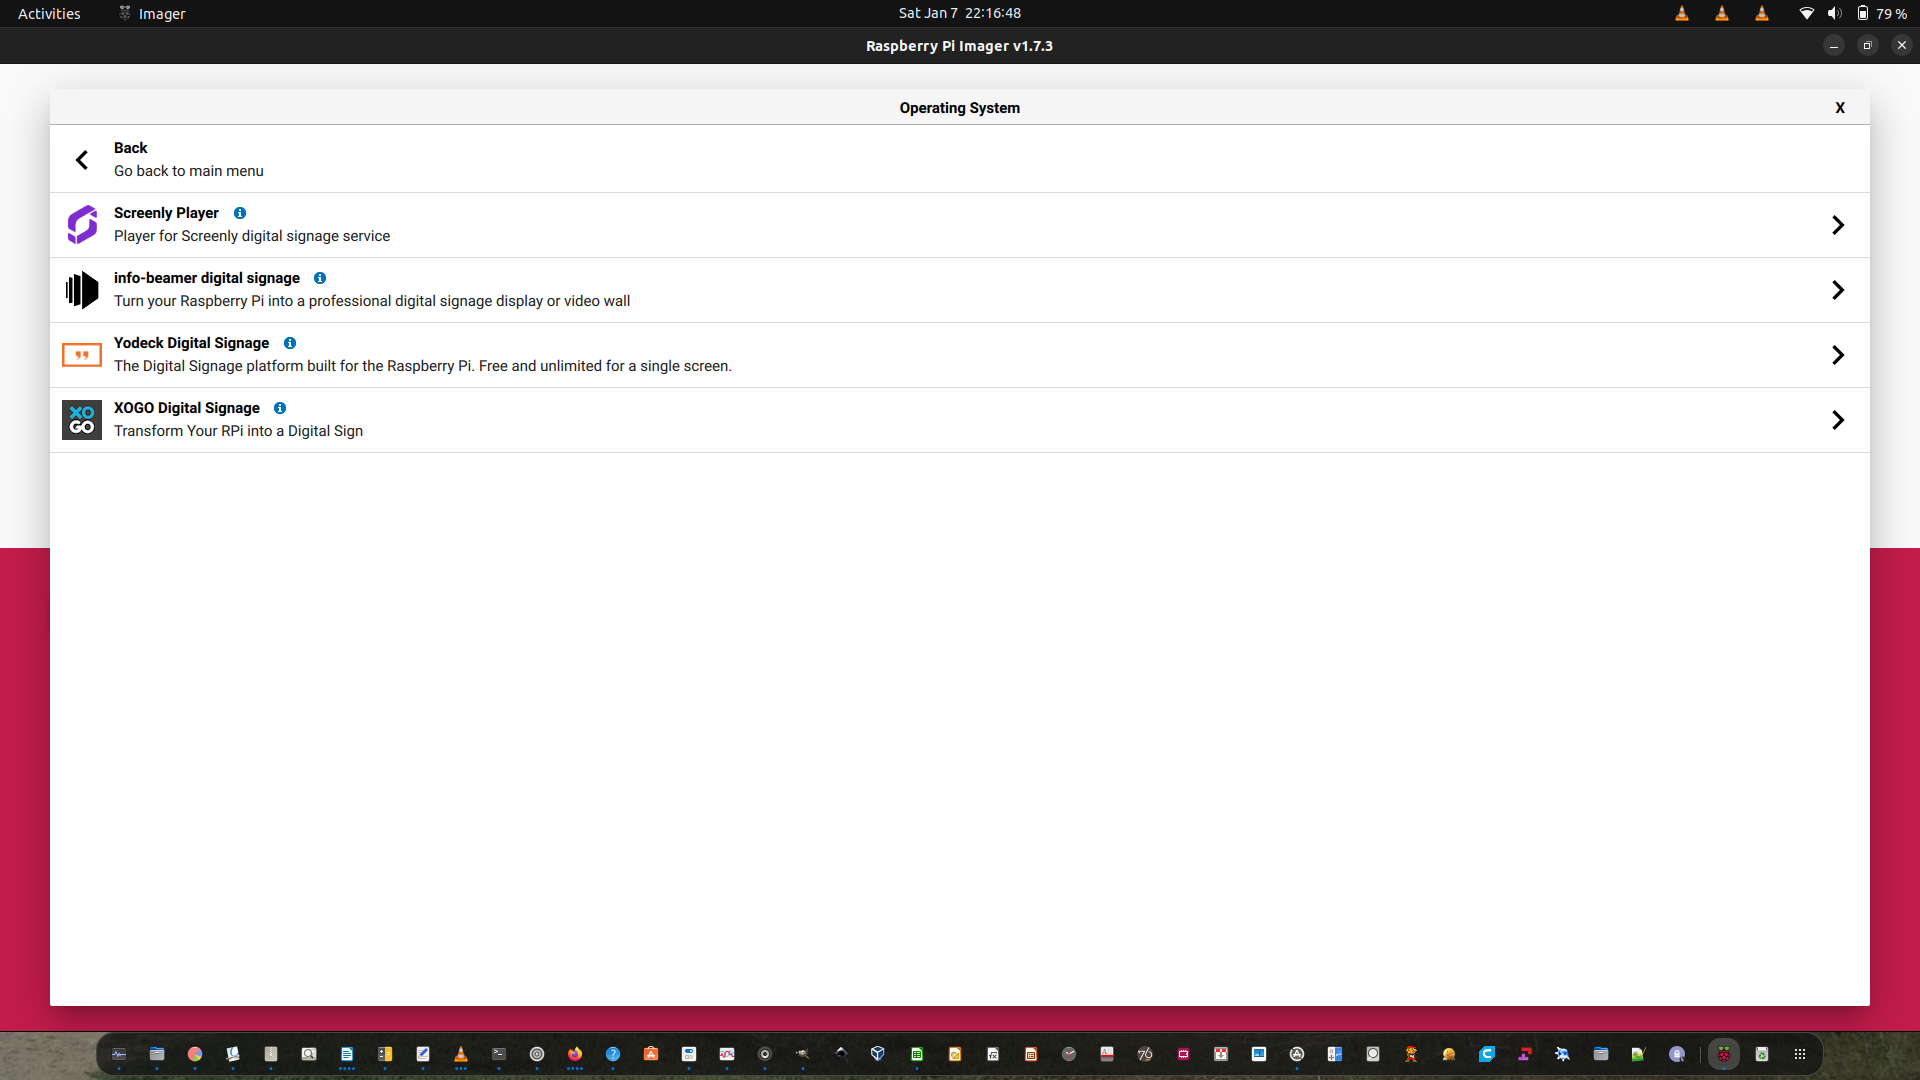 Activities
Imager
Sat Jan 7 22:16:48
79 %
Raspberry Pi Imager v1.7.3
Operating System
X
Back
Go back to main menu
Screenly Player
Player for Screenly digital signage service
info-beamer digital signage
Turn your Raspberry Pi into a professional digital signage display or video wall
Yodeck Digital Signage
The Digital Signage platform built for the Raspberry Pi. Free and unlimited for a single screen.
XO
GO
XOGO Digital Signage
Transform Your RPi into a Digital Sign